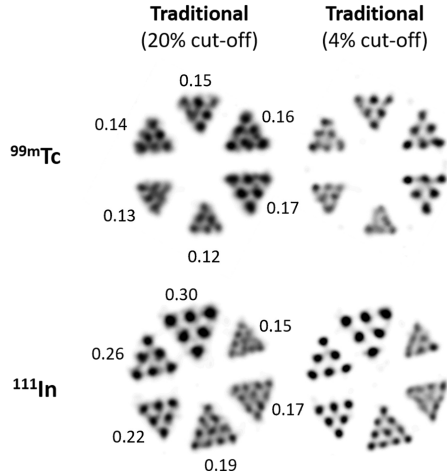 Traditional Traditional
(20% cut-off) (4% cut-off)
0.15
0.14 0.16
⁹⁹ᵐTc
0.13 0.17
0.12
0.30
0.15
0.26
¹¹¹In
0.17
0.22
0.19